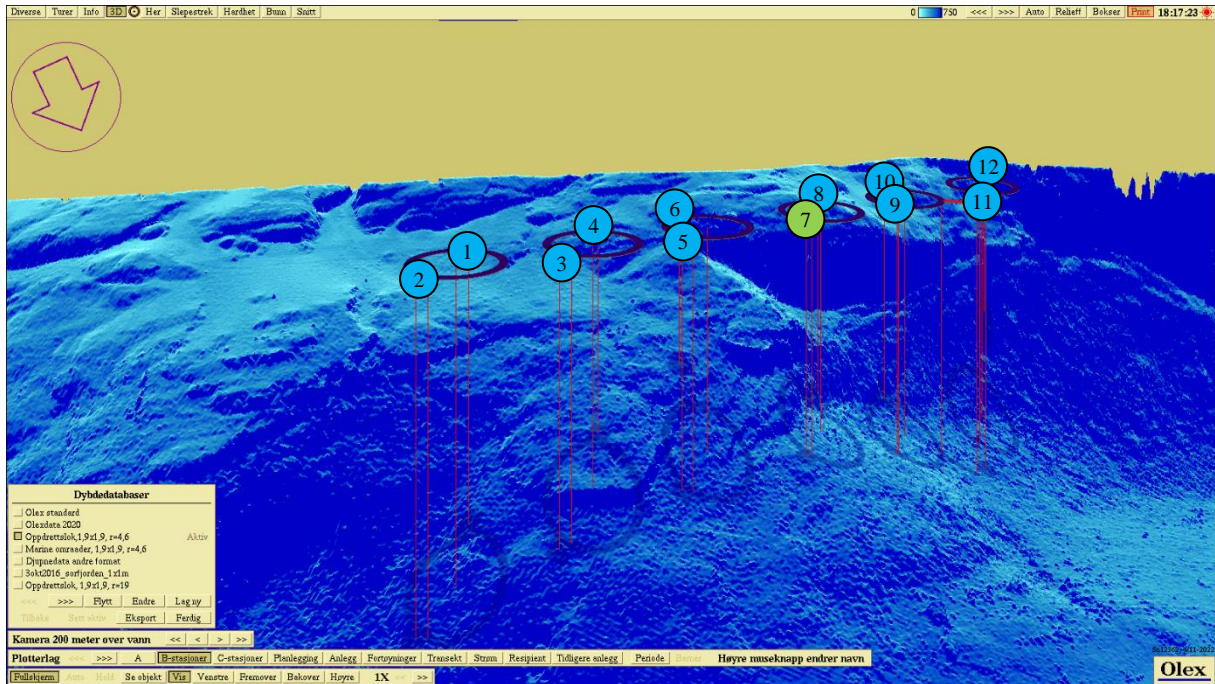 Diverse Turer Info 3D Her Slepestrek Hardhet Bunn Snitt 0 750 <<< >>> Auto Relieff Bokser Print 18:17:23
12
10
8
6
11
9
7
4
5
1
3
2
Dybdedatabaser
Olex standard
Olexdata 2020
Oppdrettslok,1,9x1,9, r=4,6 Aktiv
Marine omraader, 1,9x1,9, r=4,6
Djupnedata andre format
3okt2016_sorfjorden_1x1m
Oppdrettslok, 1,9x1,9, r=19
<<< >>> Flytt Endre Lag ny
Tilbake Sett aktiv Eksport Ferdig
Kamera 200 meter over vann << < > >>
Plotterlag <<< >>> A B-stasjoner C-stasjoner Planlegging Anlegg Fortøyninger Transekt Strøm Resipient Tidligere anlegg Periode Høyre museknapp endrer navn
Fullskjerm Auto Hold Se objekt Vis Venstre Fremover Bakover Høyre 1X << >>
Olex